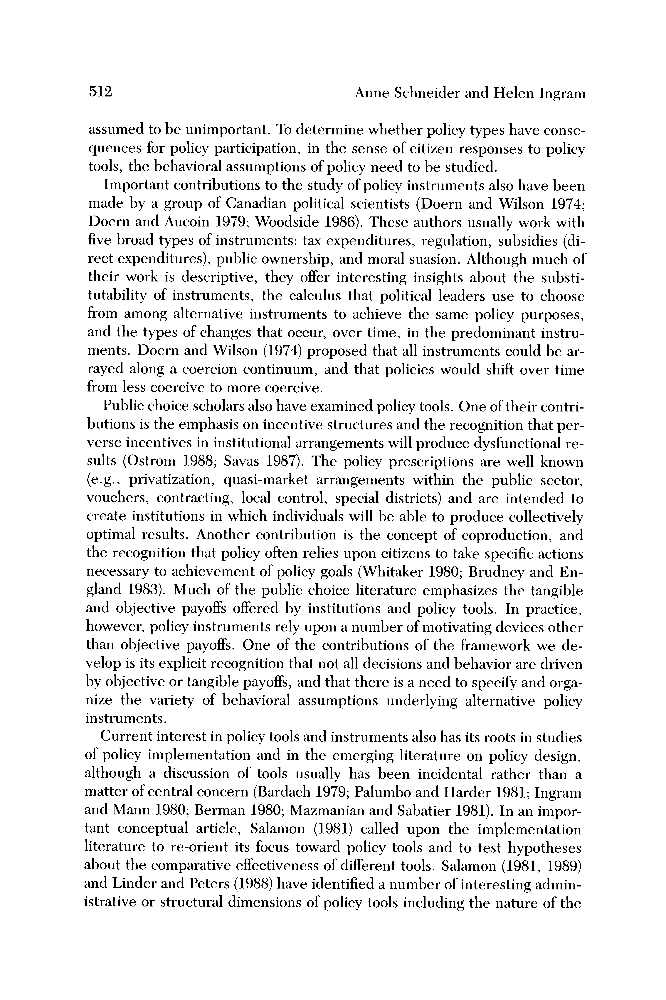 512 Anne Schneider and Helen Ingram
assumed to be unimportant. To determine whether policy types have conse-
quences for policy participation, in the sense of citizen responses to policy
tools, the behavioral assumptions of policy need to be studied.
Important contributions to the study of policy instruments also have been
made by a group of Canadian political scientists (Doern and Wilson 1974;
Doern and Aucoin 1979; Woodside 1986). These authors usually work with
five broad types of instruments: tax expenditures, regulation, subsidies (di-
rect expenditures), public ownership, and moral suasion. Although much of
their work is descriptive, they offer interesting insights about the substi-
tutability of instruments, the calculus that political leaders use to choose
from among alternative instruments to achieve the same policy purposes,
and the types of changes that occur, over time, in the predominant instru-
ments. Doern and Wilson (1974) proposed that all instruments could be ar-
rayed along a coercion continuum, and that policies would shift over time
from less coercive to more coercive.
Public choice scholars also have examined policy tools. One of their contri-
butions is the emphasis on incentive structures and the recognition that per-
verse incentives in institutional arrangements will produce dysfunctional re-
sults (Ostrom 1988; Savas 1987). The policy prescriptions are well known
(e.g., privatization, quasi-market arrangements within the public sector,
vouchers, contracting, local control, special districts) and are intended to
create institutions in which individuals will be able to produce collectively
optimal results. Another contribution is the concept of coproduction, and
the recognition that policy often relies upon citizens to take specific actions
necessary to achievement of policy goals (Whitaker 1980; Brudney and En-
gland 1983). Much of the public choice literature emphasizes the tangible
and objective payoffs offered by institutions and policy tools. In practice,
however, policy instruments rely upon a number of motivating devices other
than objective payoffs. One of the contributions of the framework we de-
velop is its explicit recognition that not all decisions and behavior are driven
by objective or tangible payoffs, and that there is a need to specify and orga-
nize the variety of behavioral assumptions underlying alternative policy
instruments.
Current interest in policy tools and instruments also has its roots in studies
of policy implementation and in the emerging literature on policy design,
although a discussion of tools usually has been incidental rather than a
matter of central concern (Bardach 1979; Palumbo and Harder 1981; Ingram
and Mann 1980; Berman 1980; Mazmanian and Sabatier 1981). In an impor-
tant conceptual article, Salamon (1981) called upon the implementation
literature to re-orient its focus toward policy tools and to test hypotheses
about the comparative effectiveness of different tools. Salamon (1981, 1989)
and Linder and Peters (1988) have identified a number of interesting admin-
istrative or structural dimensions of policy tools including the nature of the